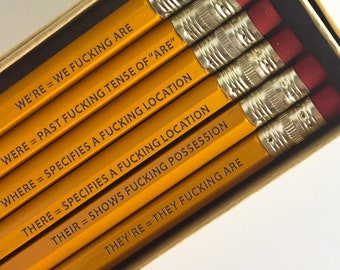 WE'RE = WE FUCKING ARE
WERE = PAST FUCKING TENSE OF "ARE"
WHERE = SPECIFIES A FUCKING LOCATION
THERE = SPECIFIES A FUCKING LOCATION
THEIR = SHOWS FUCKING POSSESSION
THEY'RE = THEY FUCKING ARE